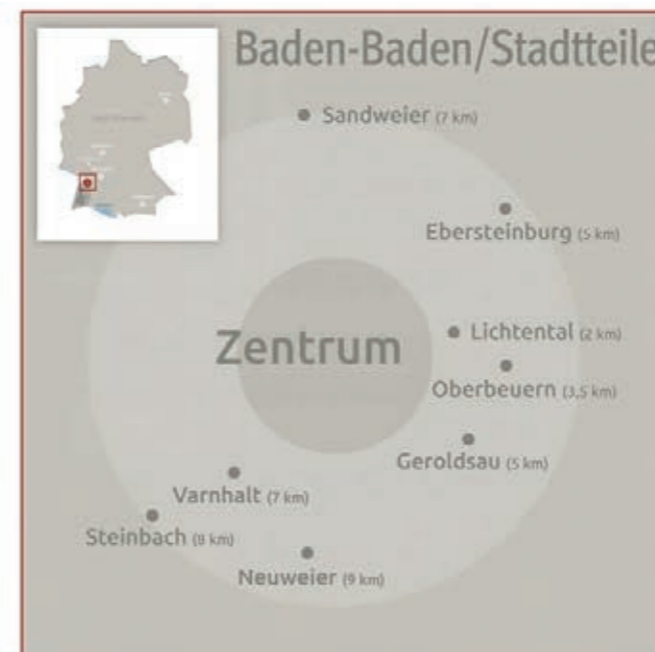 Baden-Baden/Stadtteile
Sandweier (7 km)
Ebersteinburg (5 km)
Zentrum
Lichtental (2 km)
Oberbeuern (3,5 km)
Geroldsau (5 km)
Varnhalt (7 km)
Steinbach (8 km)
Neuweier (9 km)